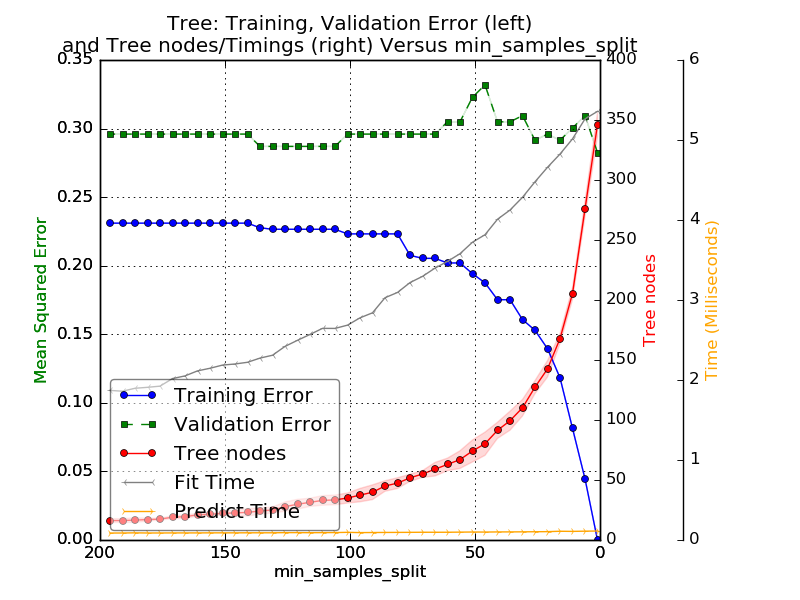 Tree: Training, Validation Error (left)
and Tree nodes/Timings (right) Versus min_samples_split
0.35
0.30
0.25
0.20
0.15
0.10
0.05
0.00
Mean Squared Error
200
150
100
50
0
min_samples_split
400
350
300
250
200
150
100
50
0
Tree nodes
6
5
4
3
2
1
0
Time (Milliseconds)
Training Error
Validation Error
Tree nodes
Fit Time
Predict Time